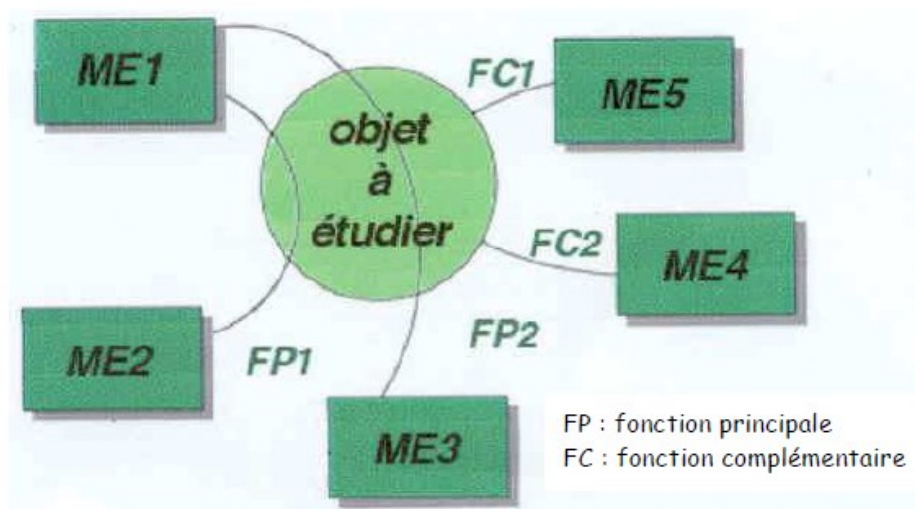 ME1
FC1
ME5
objet
à
étudier
FC2
ME4
ME2
FP1
FP2
ME3
FP : fonction principale
FC : fonction complémentaire